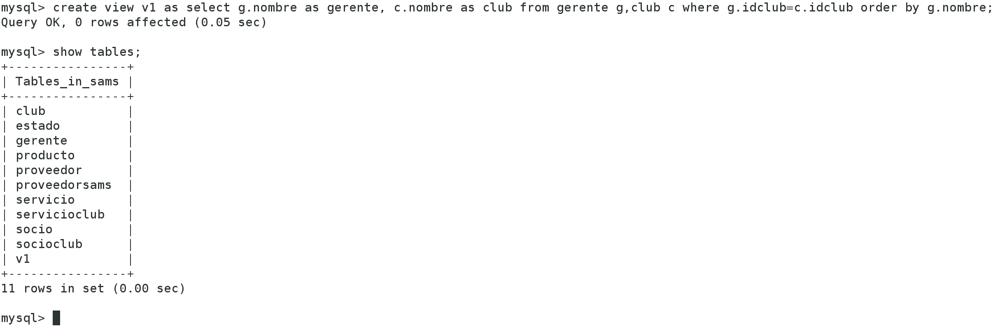 mysql> create view v1 as select g.nombre as gerente, c.nombre as club from gerente g,club c where g.idclub=c.idclub order by g.nombre;
Query OK, 0 rows affected (0.05 sec)
mysql> show tables;
+----------------+
| Tables_in_sams |
+----------------+
| club           |
| estado         |
| gerente        |
| producto       |
| proveedor      |
| proveedorsams  |
| servicio       |
| servicioclub   |
| socio          |
| socioclub      |
| v1             |
+----------------+
11 rows in set (0.00 sec)
mysql>